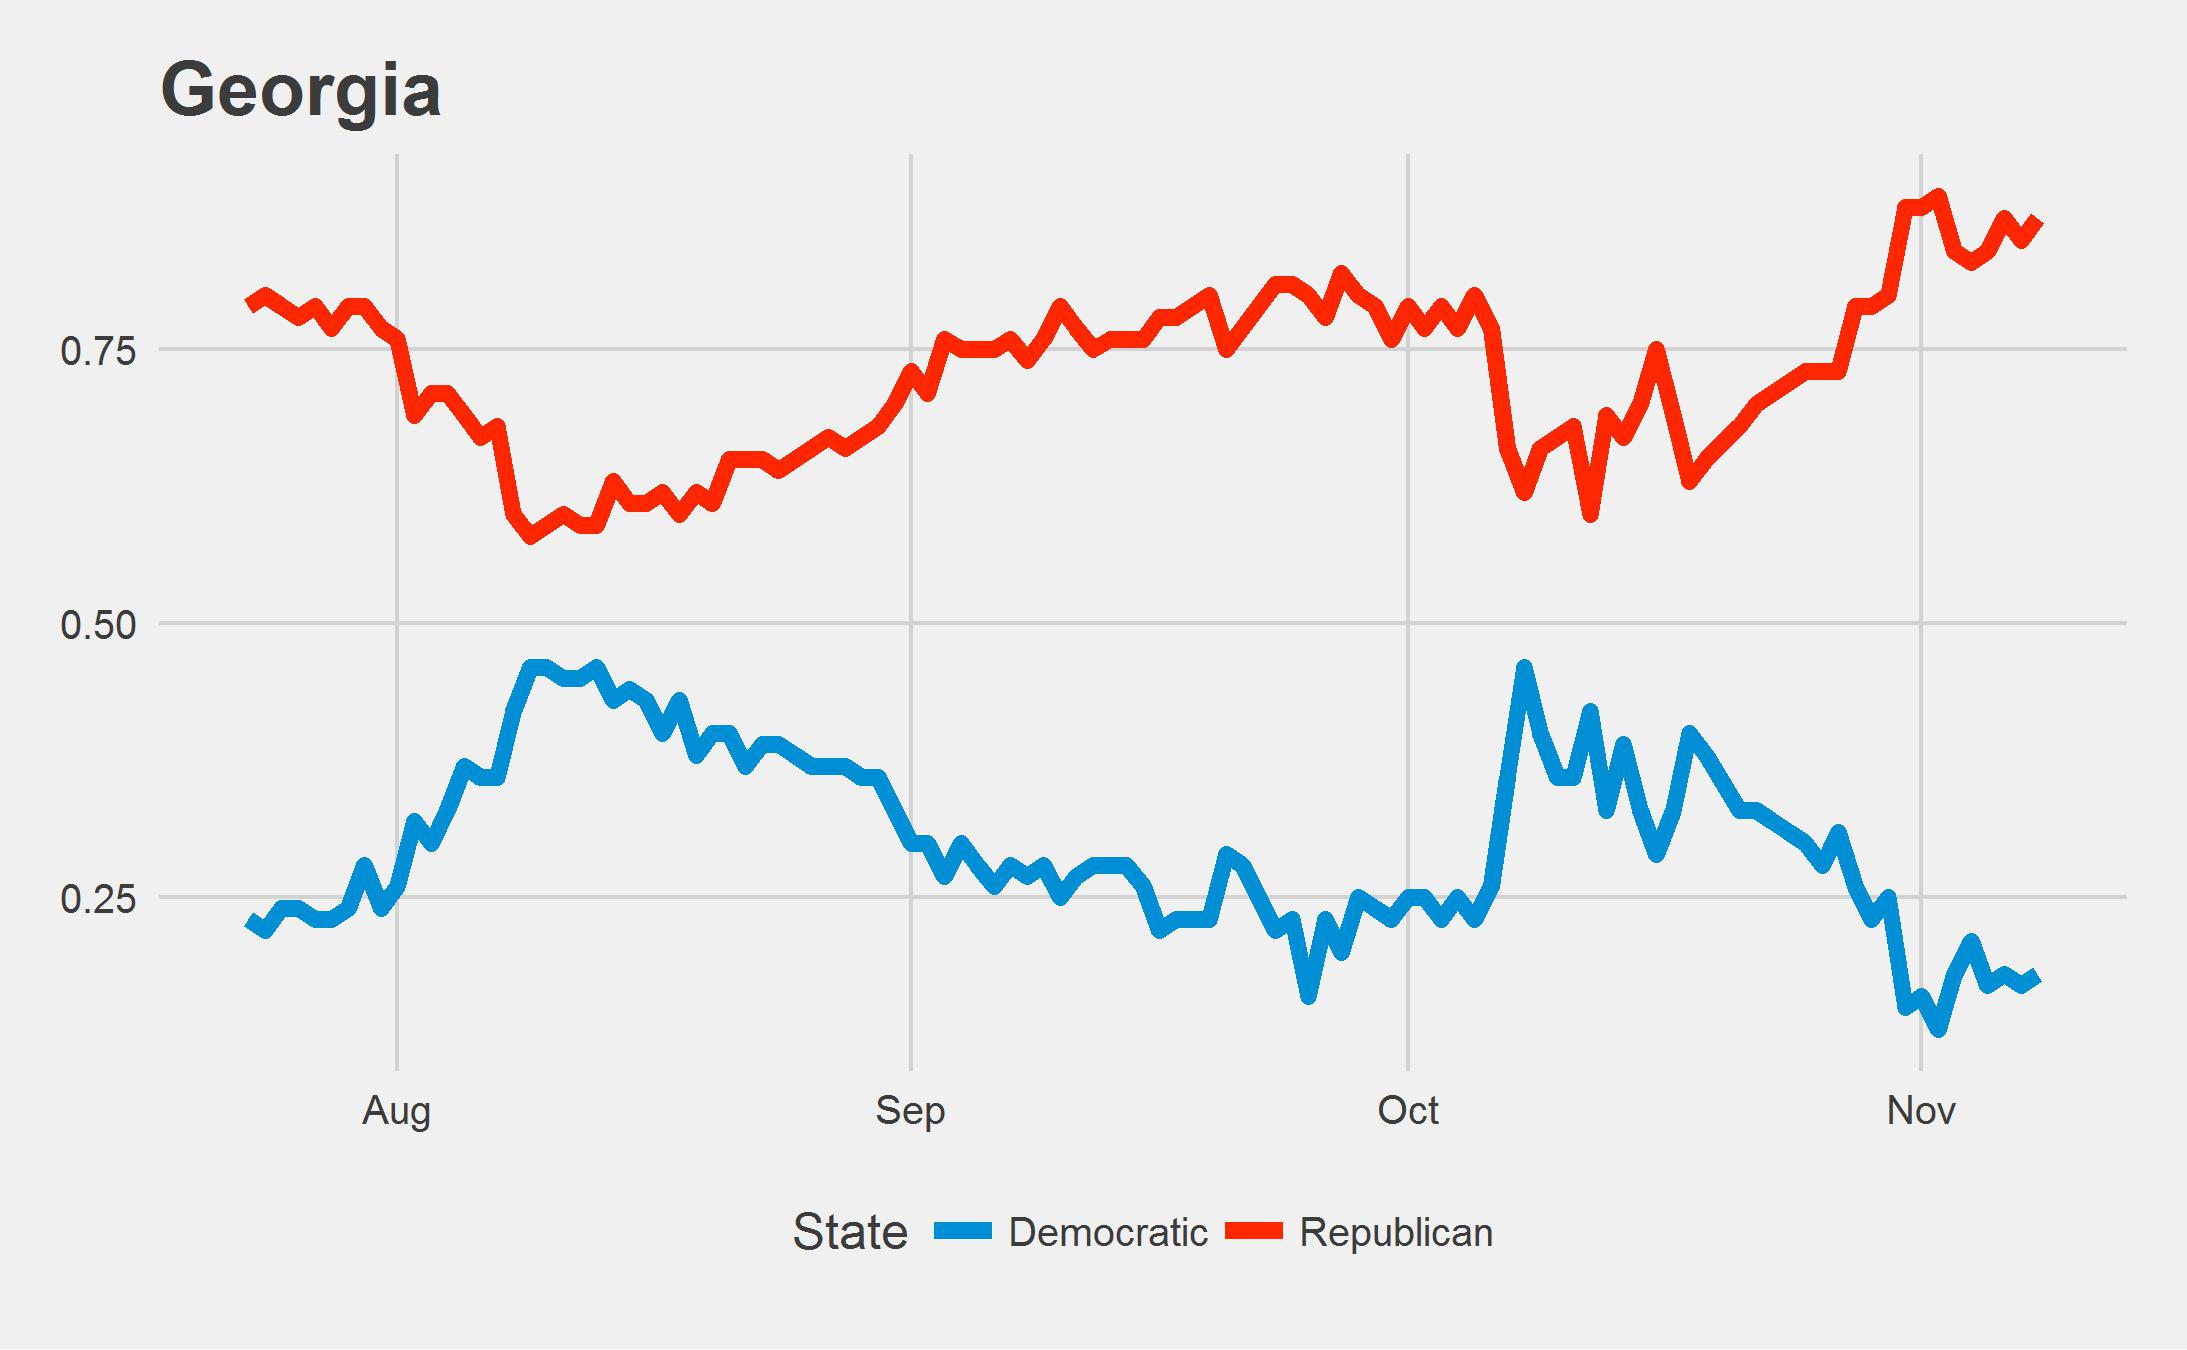 Georgia
0.75
0.50
0.25
Aug Sep Oct Nov
State Democratic Republican